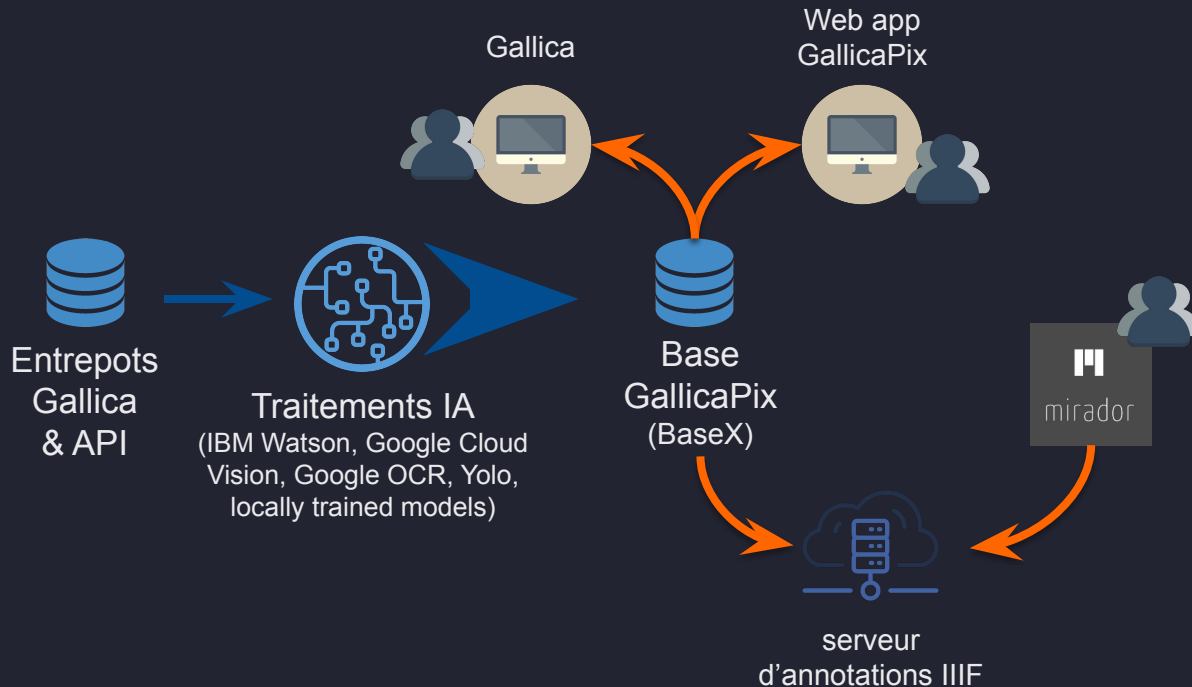 Gallica
Web app
GallicaPix
Entrepots
Gallica
& API
Traitements IA
(IBM Watson, Google Cloud
Vision, Google OCR, Yolo,
locally trained models)
Base
GallicaPix
(BaseX)
mirador
serveur
d’annotations IIIF